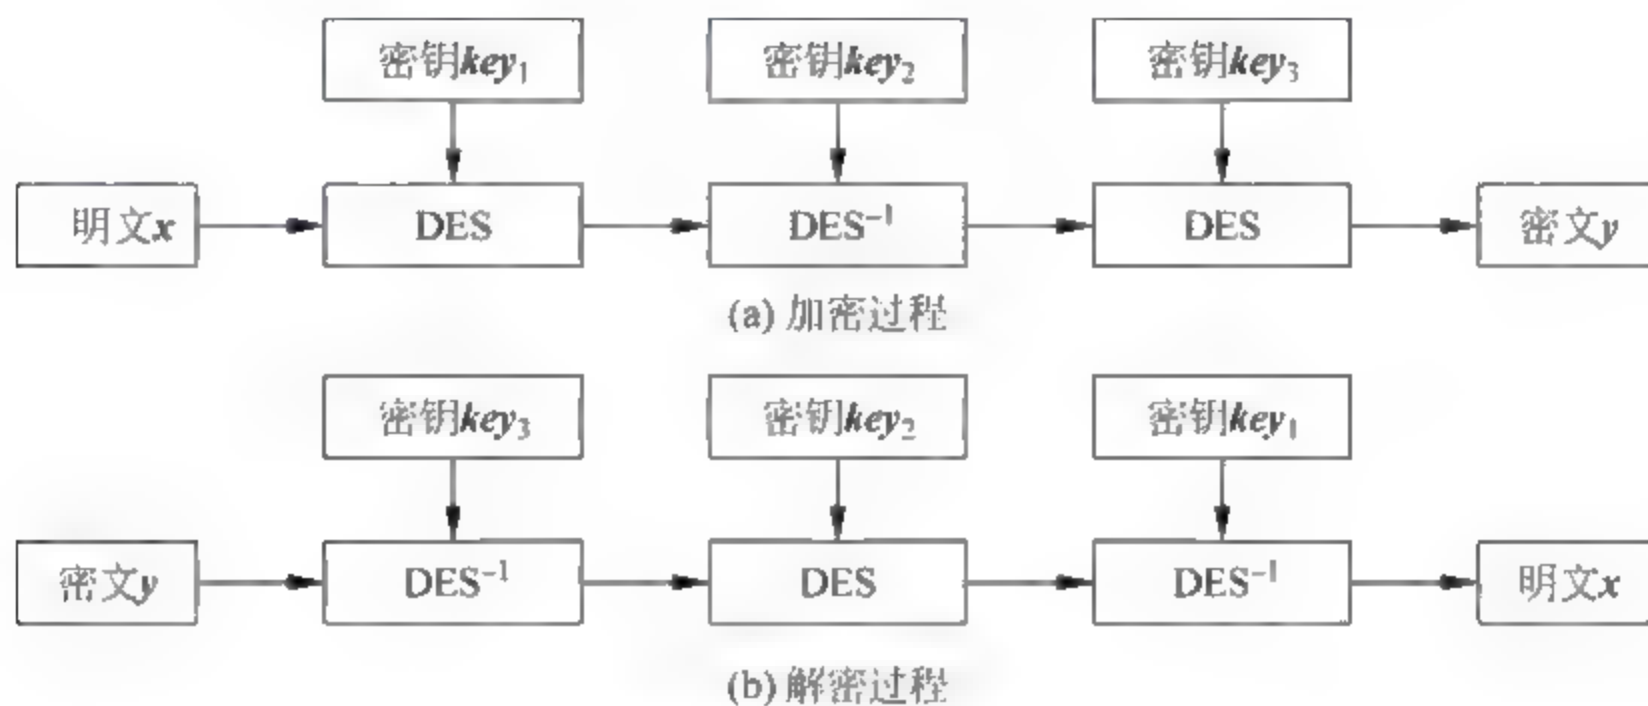 密钥key₁ 密钥key₂ 密钥key₃
明文x DES DES⁻¹ DES 密文y
(a) 加密过程
密钥key₃ 密钥key₂ 密钥key₁
密文y DES⁻¹ DES DES⁻¹ 明文x
(b) 解密过程